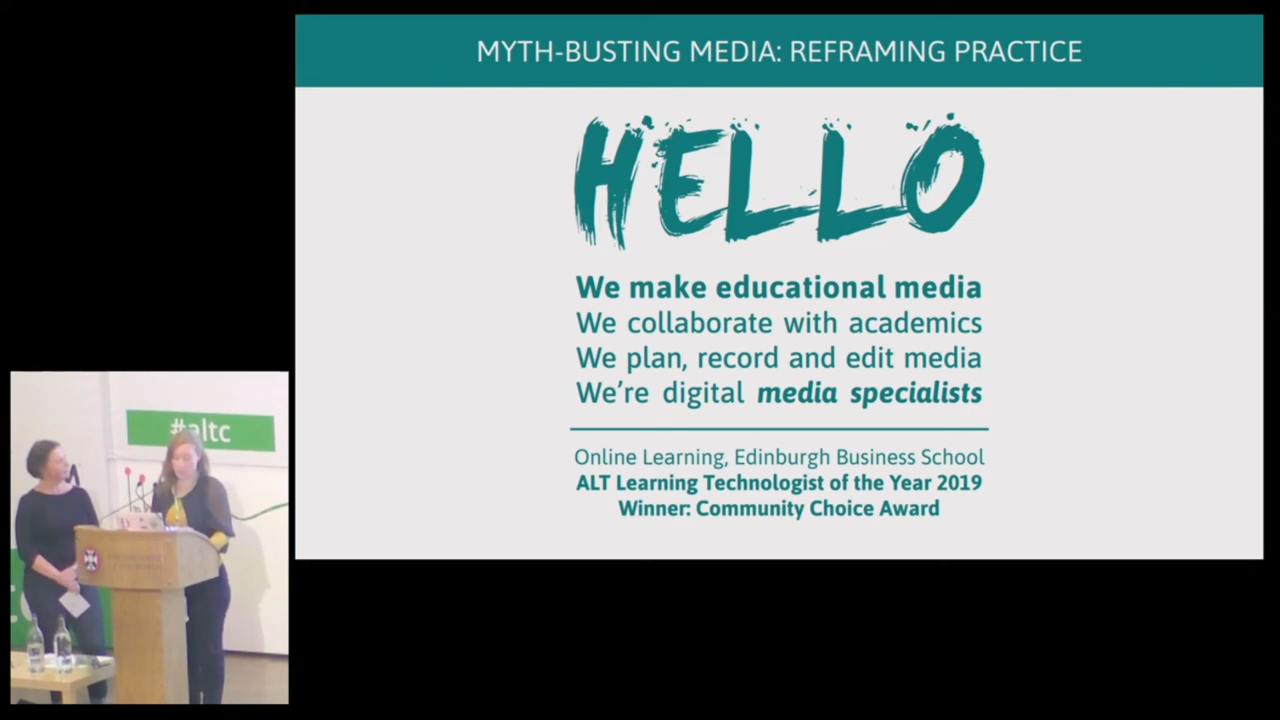 MYTH-BUSTING MEDIA: REFRAMING PRACTICE
HELLO
We make educational media
We collaborate with academics
We plan, record and edit media
We're digital media specialists
Online Learning, Edinburgh Business School
ALT Learning Technologist of the Year 2019
Winner: Community Choice Award
#altc